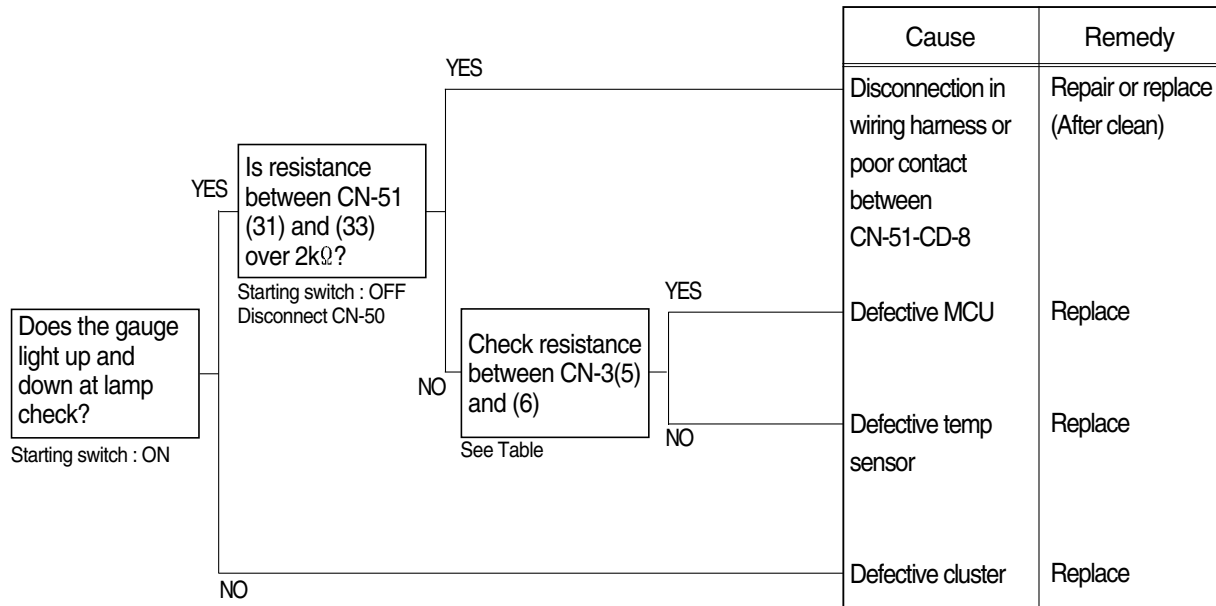 Cause
Remedy
YES
Disconnection in
wiring harness or
poor contact
between
CN-51-CD-8
Repair or replace
(After clean)
YES
Is resistance
between CN-51
(31) and (33)
over 2kΩ?
Starting switch : OFF
Disconnect CN-50
YES
Defective MCU
Replace
Does the gauge
light up and
down at lamp
check?
Starting switch : ON
NO
Check resistance
between CN-3(5)
and (6)
See Table
NO
Defective temp
sensor
Replace
NO
Defective cluster
Replace